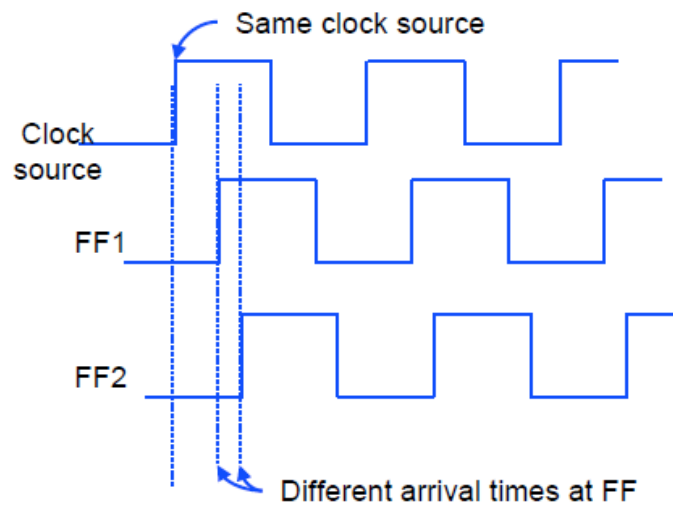 Same clock source
Clock
source
FF1
FF2
Different arrival times at FF